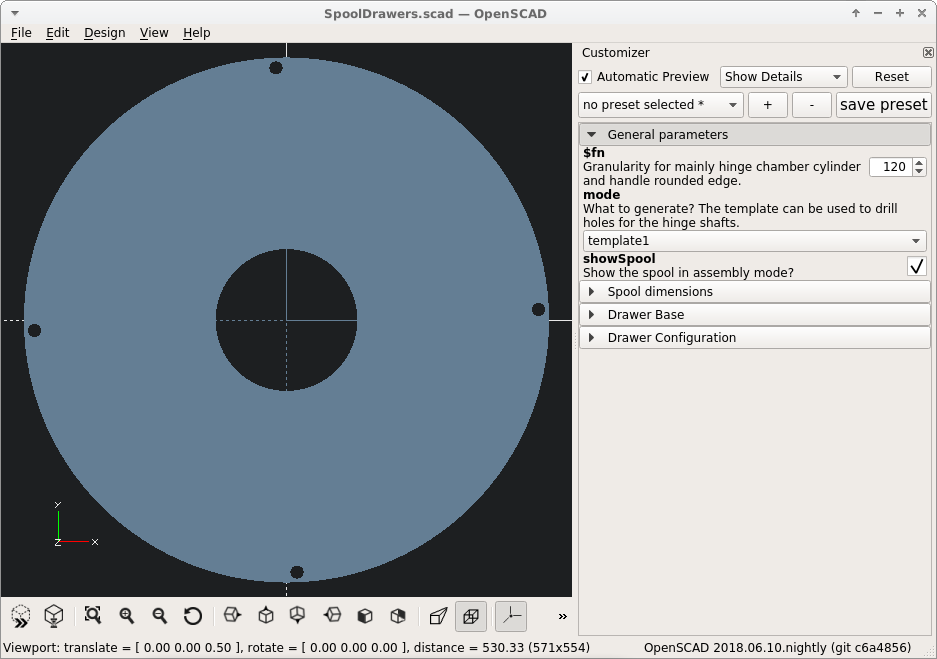 SpoolDrawers.scad — OpenSCAD
File Edit Design View Help
Customizer
Automatic Preview Show Details Reset
no preset selected * + - save preset
General parameters
$fn
Granularity for mainly hinge chamber cylinder 120
and handle rounded edge.
mode
What to generate? The template can be used to drill
holes for the hinge shafts.
template1
showSpool
Show the spool in assembly mode?
Spool dimensions
Drawer Base
Drawer Configuration
Y
Z X
»
Viewport: translate = [ 0.00 0.00 0.50 ], rotate = [ 0.00 0.00 0.00 ], distance = 530.33 (571x554) OpenSCAD 2018.06.10.nightly (git c6a4856)